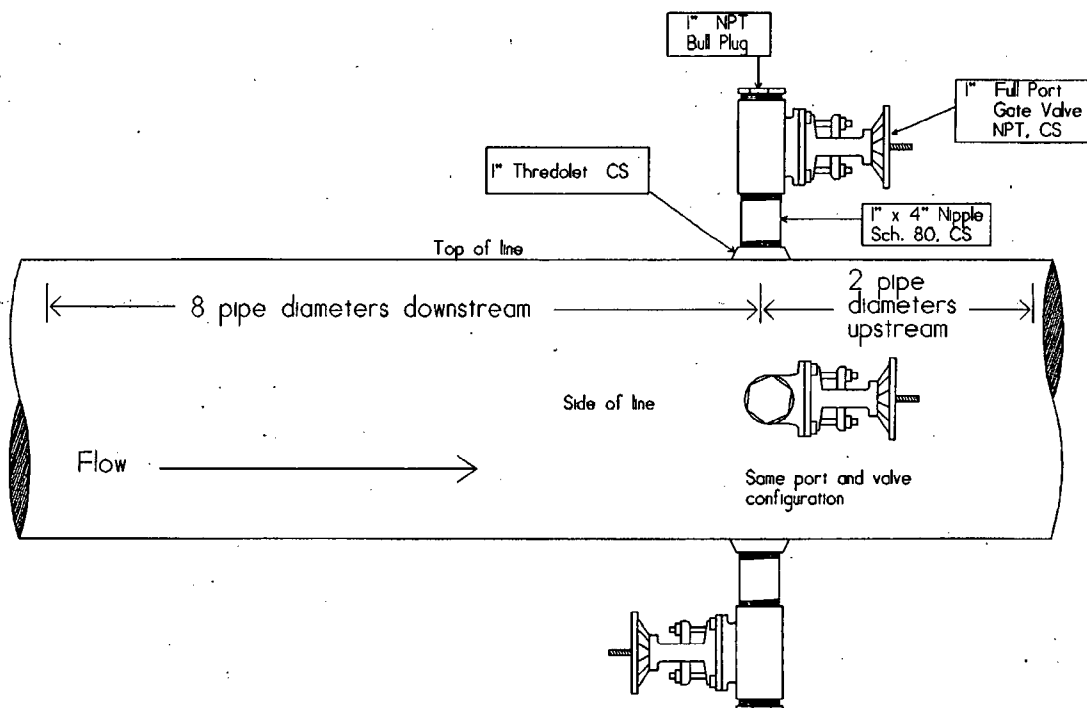 1" NPT
Bull Plug
1" Full Port
Gate Valve
NPT, CS
1" Thredolet CS
1" x 4" Nipple
Sch. 80, CS
Top of line
8 pipe diameters downstream
2 pipe
diameters
upstream
Side of line
Flow
Same port and valve
configuration